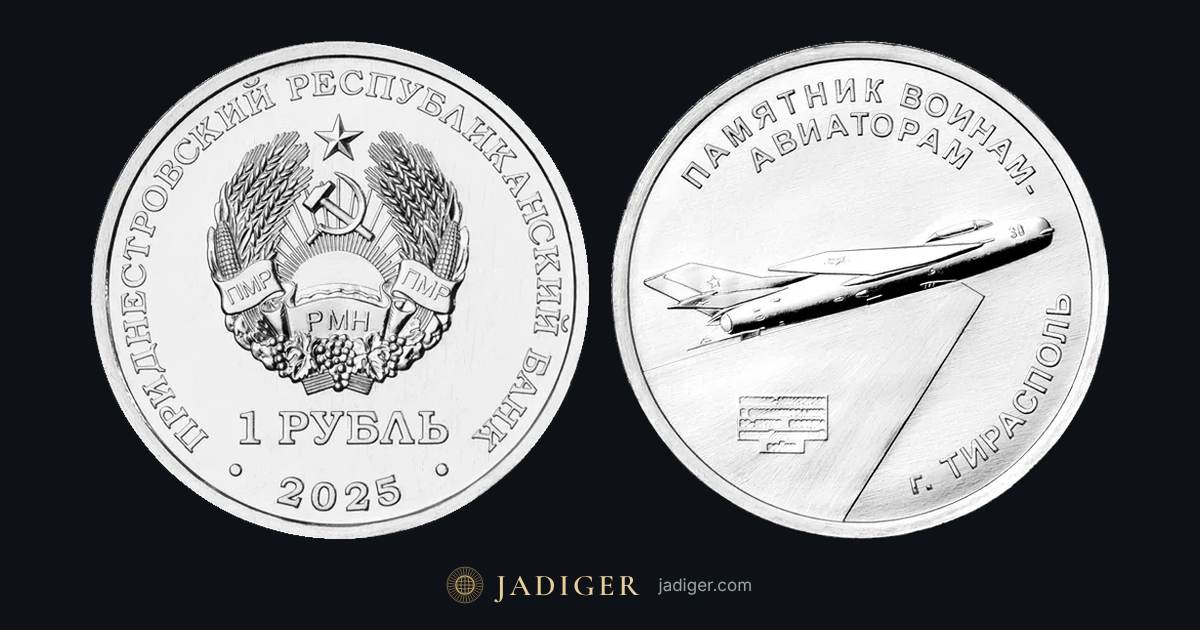 ПРИДНЕСТРОВСКИЙ РЕСПУБЛИКАНСКИЙ БАНК
ПМР
ПМР
РМН
1 РУБЛЬ
2025
ПАМЯТНИК ВОИНАМ-
АВИАТОРАМ
30
г. ТИРАСПОЛЬ
JADIGER
jadiger.com